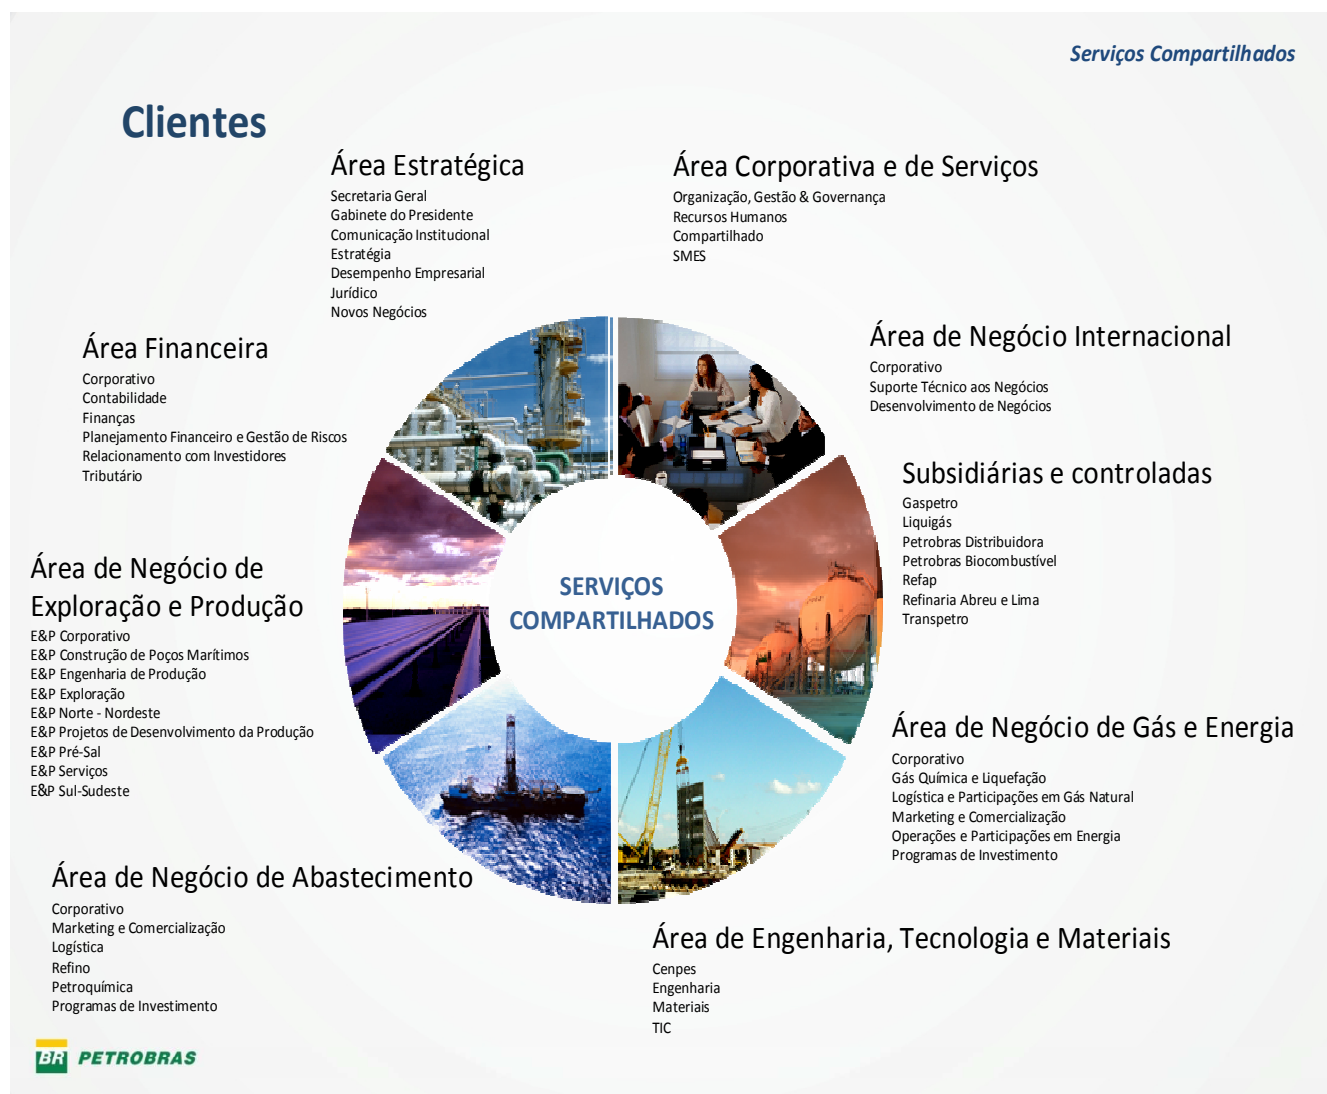 Serviços Compartilhados
Clientes
Área Estratégica
Secretaria Geral
Gabinete do Presidente
Comunicação Institucional
Estratégia
Desempenho Empresarial
Jurídico
Novos Negócios
Área Corporativa e de Serviços
Organização, Gestão & Governança
Recursos Humanos
Compartilhado
SMES
Área Financeira
Corporativo
Contabilidade
Finanças
Planejamento Financeiro e Gestão de Riscos
Relacionamento com Investidores
Tributário
Área de Negócio Internacional
Corporativo
Suporte Técnico aos Negócios
Desenvolvimento de Negócios
Subsidiárias e controladas
Gaspetro
Liquigás
Petrobras Distribuidora
Petrobras Biocombustível
Refap
Refinaria Abreu e Lima
Transpetro
SERVIÇOS
COMPARTILHADOS
Área de Negócio de
Exploração e Produção
E&P Corporativo
E&P Construção de Poços Marítimos
E&P Engenharia de Produção
E&P Exploração
E&P Norte - Nordeste
E&P Projetos de Desenvolvimento da Produção
E&P Pré-Sal
E&P Serviços
E&P Sul-Sudeste
Área de Negócio de Gás e Energia
Corporativo
Gás Química e Liquefação
Logística e Participações em Gás Natural
Marketing e Comercialização
Operações e Participações em Energia
Programas de Investimento
Área de Negócio de Abastecimento
Corporativo
Marketing e Comercialização
Logística
Refino
Petroquímica
Programas de Investimento
Área de Engenharia, Tecnologia e Materiais
Cenpes
Engenharia
Materiais
TIC
BR PETROBRAS